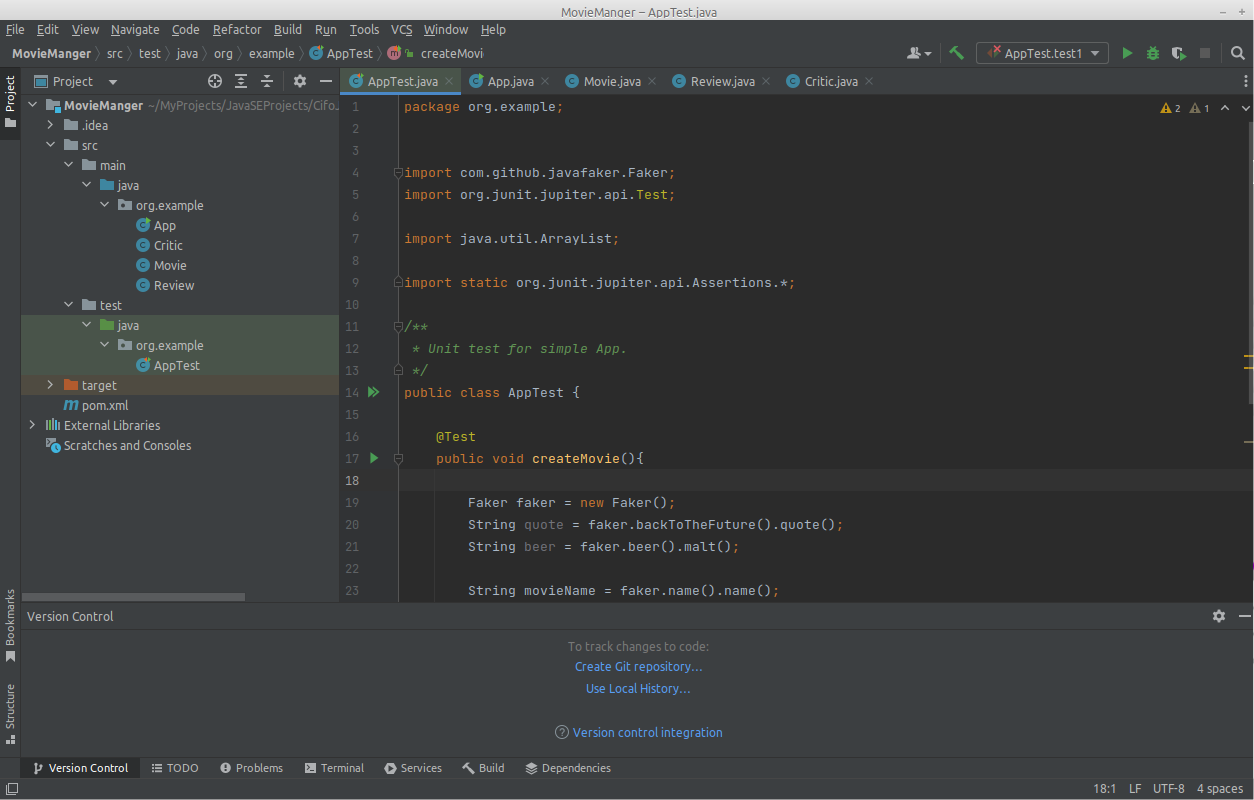 MovieManger – AppTest.java
File Edit View Navigate Code Refactor Build Run Tools VCS Window Help
MovieManger src test java org example AppTest createMovi
AppTest.test1
Project
AppTest.java App.java Movie.java Review.java Critic.java
Project
Bookmarks
Structure
MovieManger ~/MyProjects/JavaSEProjects/Cifo..
.idea
src
main
java
org.example
App
Critic
Movie
Review
test
java
org.example
AppTest
target
pom.xml
External Libraries
Scratches and Consoles
2 1
1 package org.example;
2
3
4 import com.github.javafaker.Faker;
5 import org.junit.jupiter.api.Test;
6
7 import java.util.ArrayList;
8
9 import static org.junit.jupiter.api.Assertions.*;
10
11 /**
12 * Unit test for simple App.
13 */
14 public class AppTest {
15
16 @Test
17 public void createMovie(){
18
19 Faker faker = new Faker();
20 String quote = faker.backToTheFuture().quote();
21 String beer = faker.beer().malt();
22
23 String movieName = faker.name().name();
Version Control
To track changes to code:
Create Git repository...
Use Local History...
Version control integration
Version Control TODO Problems Terminal Services Build Dependencies
18:1 LF UTF-8 4 spaces